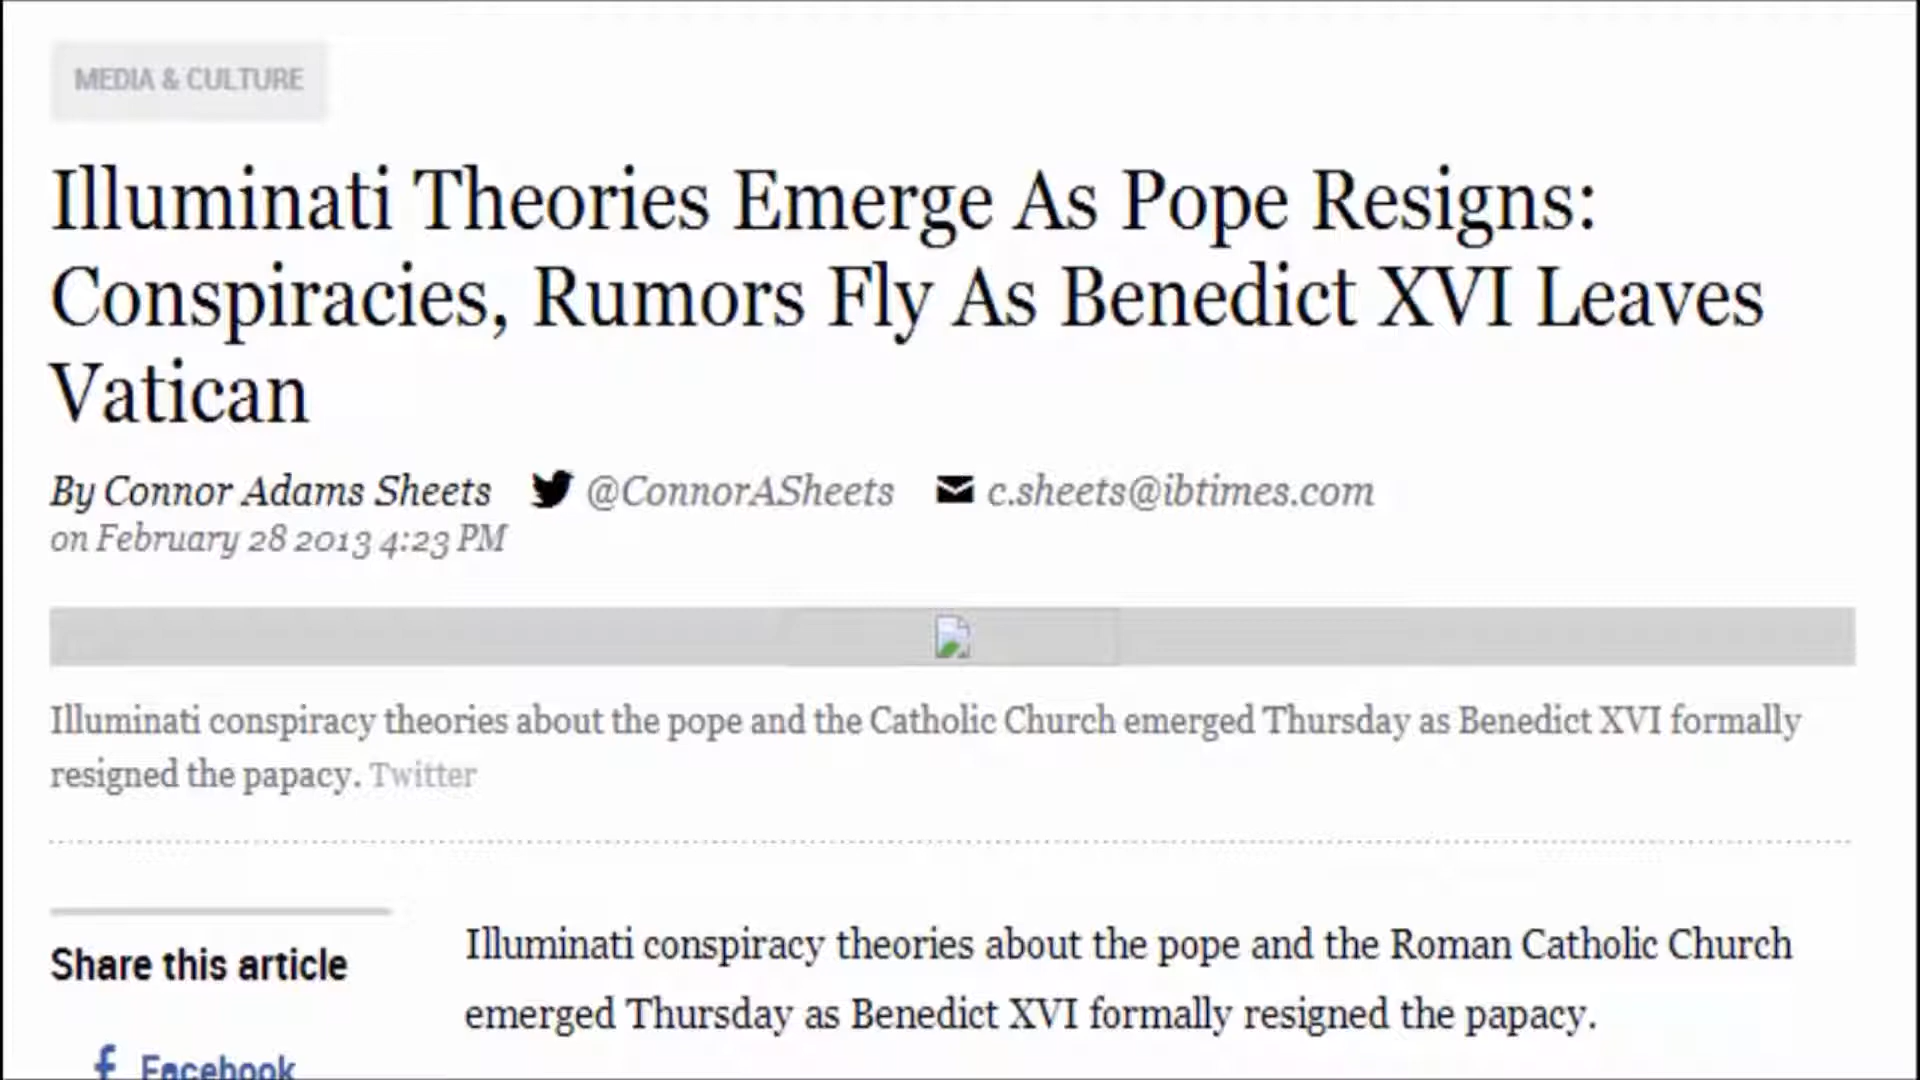 MEDIA & CULTURE
Illuminati Theories Emerge As Pope Resigns:
Conspiracies, Rumors Fly As Benedict XVI Leaves
Vatican
By Connor Adams Sheets @ConnorASheets c.sheets@ibtimes.com
on February 28 2013 4:23 PM
Illuminati conspiracy theories about the pope and the Catholic Church emerged Thursday as Benedict XVI formally
resigned the papacy. Twitter
Share this article
Illuminati conspiracy theories about the pope and the Roman Catholic Church
emerged Thursday as Benedict XVI formally resigned the papacy.
Facebook